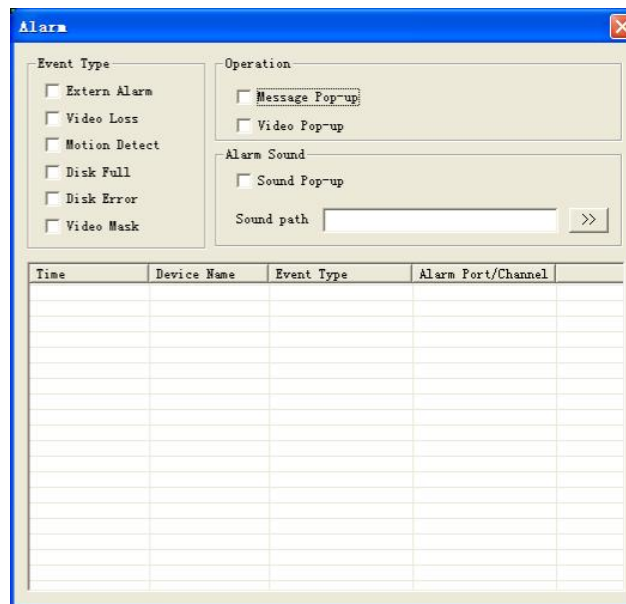 Alarm
Event Type
Extern Alarm
Video Loss
Motion Detect
Disk Full
Disk Error
Video Mask
Operation
Message Pop-up
Video Pop-up
Alarm Sound
Sound Pop-up
Sound path >>
Time Device Name Event Type Alarm Port/Channel